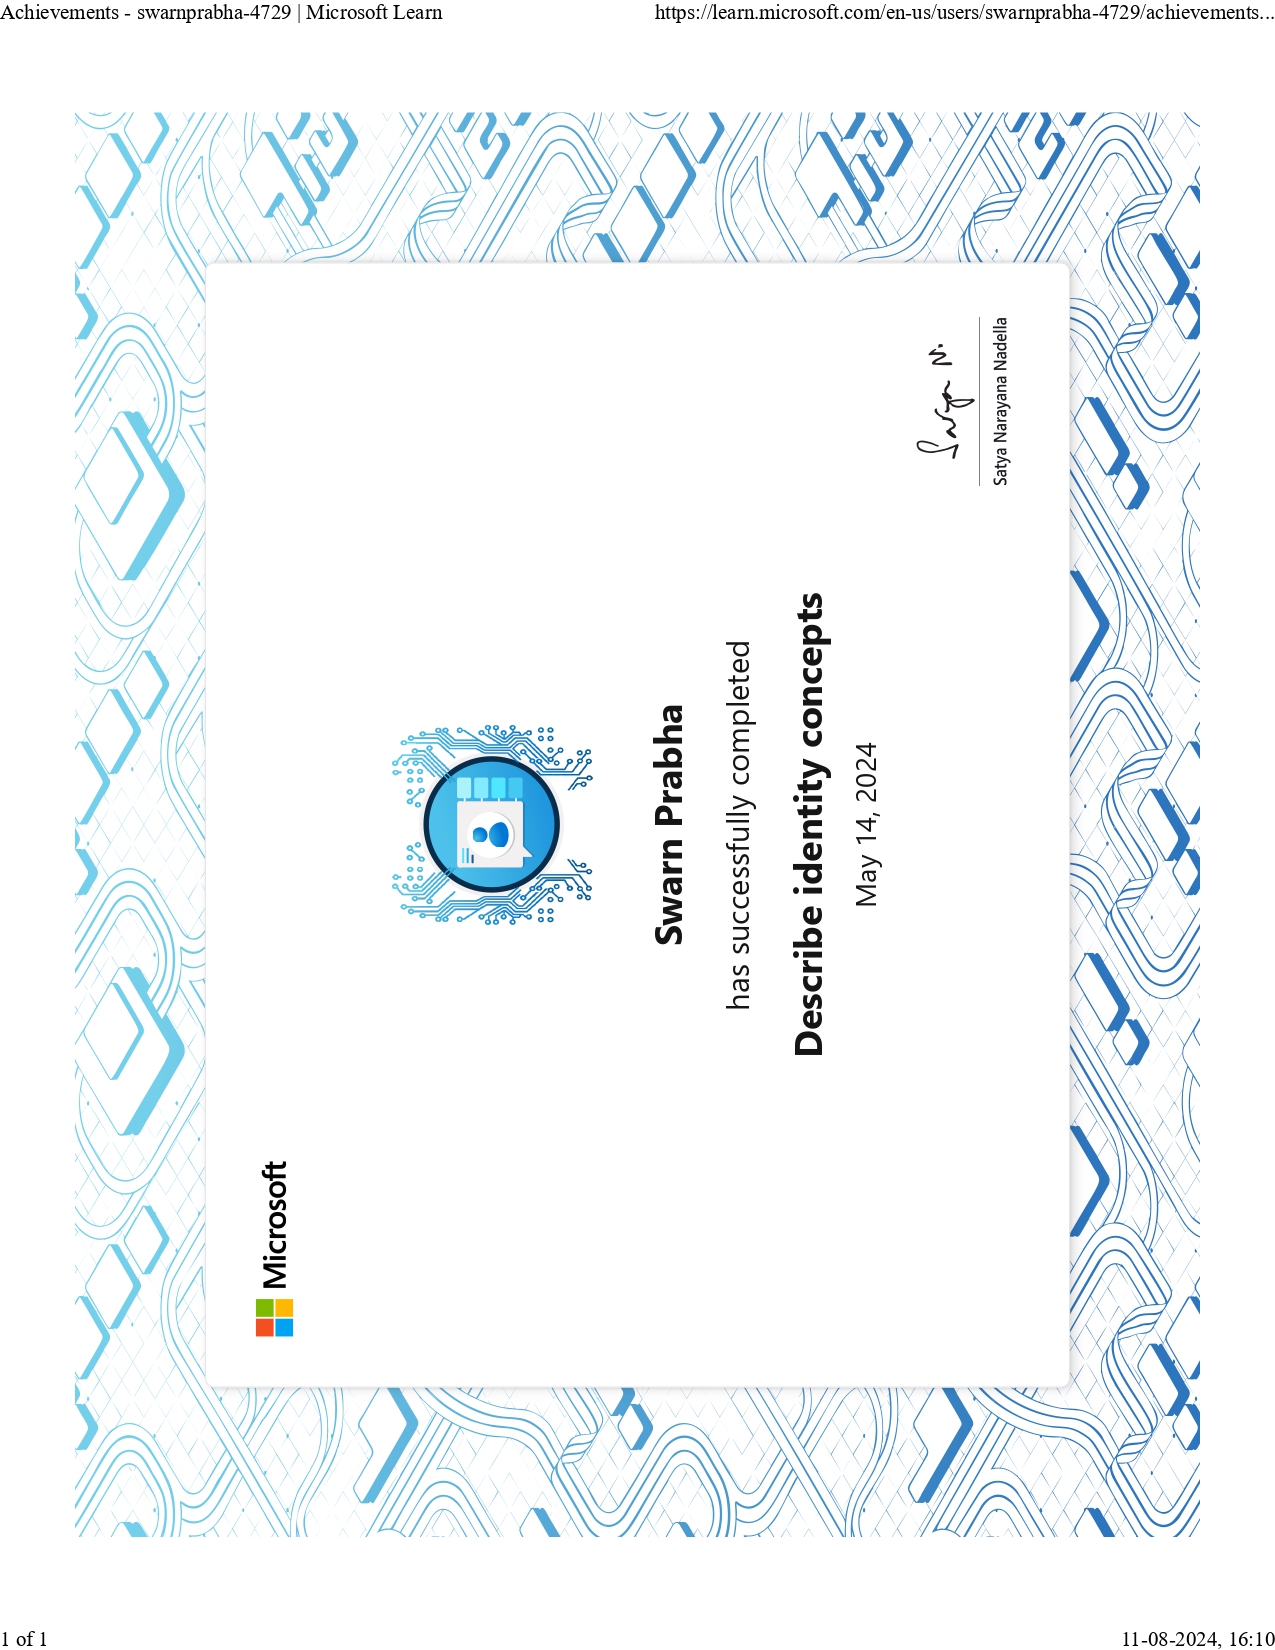 Achievements - swarnprabha-4729 | Microsoft Learn
https://learn.microsoft.com/en-us/users/swarnprabha-4729/achievements...
Microsoft
Swarn Prabha
has successfully completed
Describe identity concepts
May 14, 2024
Satya N.
Satya Narayana Nadella
1 of 1
11-08-2024, 16:10